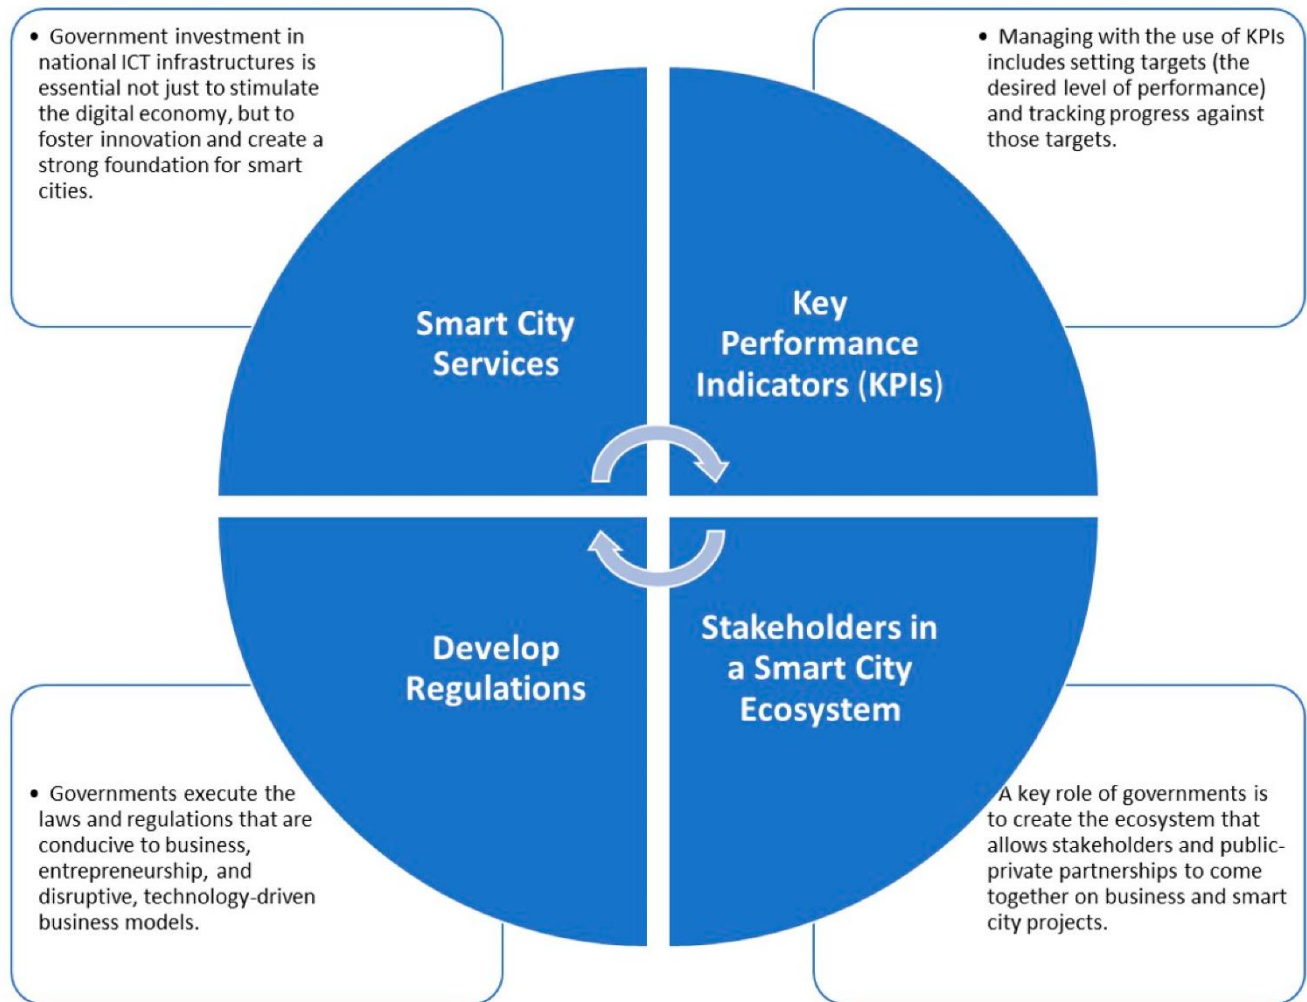 • Government investment in
national ICT infrastructures is
essential not just to stimulate
the digital economy, but to
foster innovation and create a
strong foundation for smart
cities.
• Managing with the use of KPIs
includes setting targets (the
desired level of performance)
and tracking progress against
those targets.
Smart City
Services
Key
Performance
Indicators (KPIs)
Develop
Regulations
Stakeholders in
a Smart City
Ecosystem
• Governments execute the
laws and regulations that are
conducive to business,
entrepreneurship, and
disruptive, technology-driven
business models.
A key role of governments is
to create the ecosystem that
allows stakeholders and public-
private partnerships to come
together on business and smart
city projects.